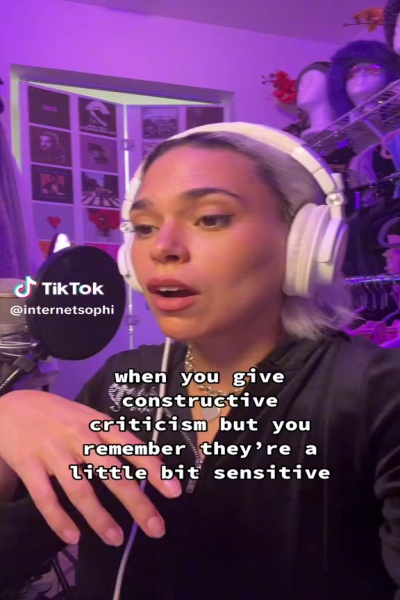 TikTok
@internetsophi
when you give
constructive
criticism but you
remember they're a
little bit sensitive